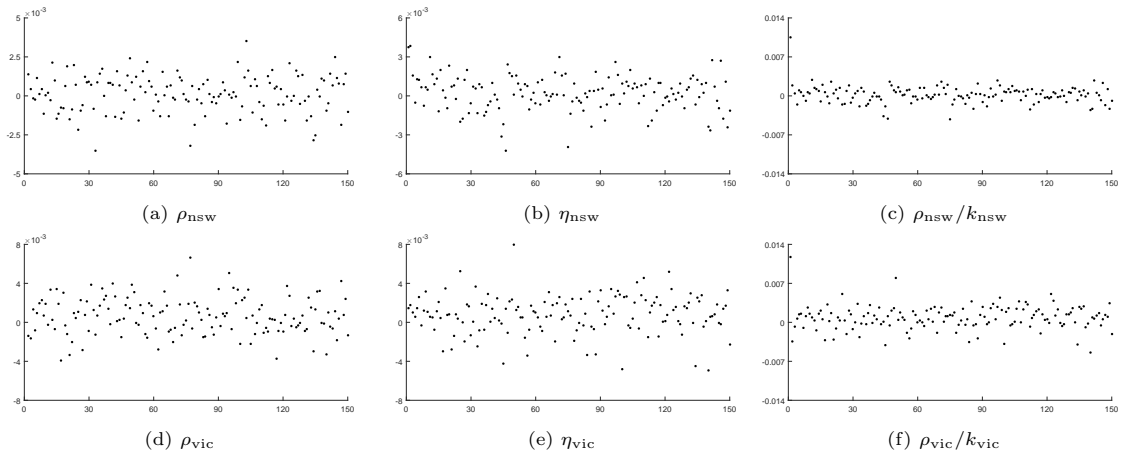 ×10⁻³ ×10⁻³
5 6 0.014
2.5 3 0.007
0 0 0
-2.5 -3 -0.007
-5 -6 -0.014
0 30 60 90 120 150 0 30 60 90 120 150 0 30 60 90 120 150
(a) ρnsw (b) ηnsw (c) ρnsw/knsw
×10⁻³ ×10⁻³
8 8 0.014
4 4 0.007
0 0 0
-4 -4 -0.007
-8 -8 -0.014
0 30 60 90 120 150 0 30 60 90 120 150 0 30 60 90 120 150
(d) ρvic (e) ηvic (f) ρvic/kvic